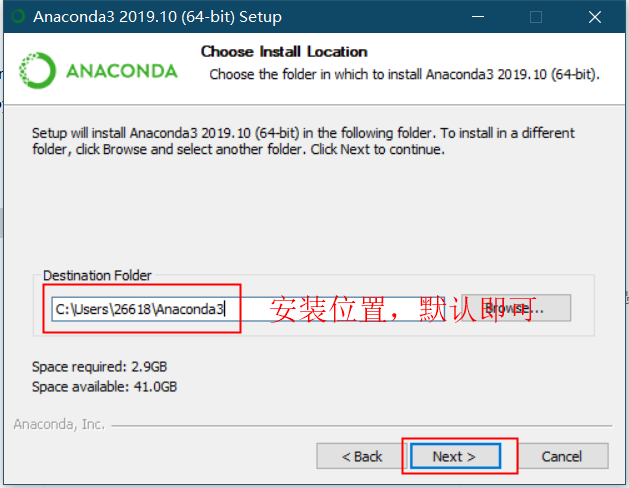 Anaconda3 2019.10 (64-bit) Setup
Choose Install Location
ANACONDA
Choose the folder in which to install Anaconda3 2019.10 (64-bit).
Setup will install Anaconda3 2019.10 (64-bit) in the following folder. To install in a different
folder, click Browse and select another folder. Click Next to continue.
Destination Folder
C:\Users\26618\Anaconda3
安装位置，默认即可
Browse...
Space required: 2.9GB
Space available: 41.0GB
Anaconda, Inc.
< Back
Next >
Cancel